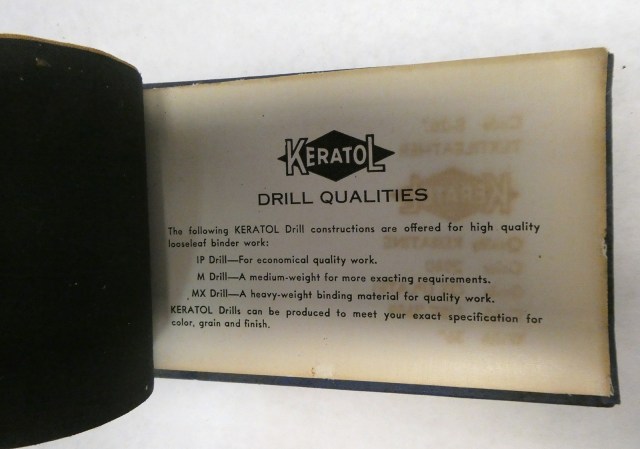 KERATOL
DRILL QUALITIES
The following KERATOL Drill constructions are offered for high quality
looseleaf binder work:
IP Drill—For economical quality work.
M Drill—A medium-weight for more exacting requirements.
MX Drill—A heavy-weight binding material for quality work.
KERATOL Drills can be produced to meet your exact specification for
color, grain and finish.